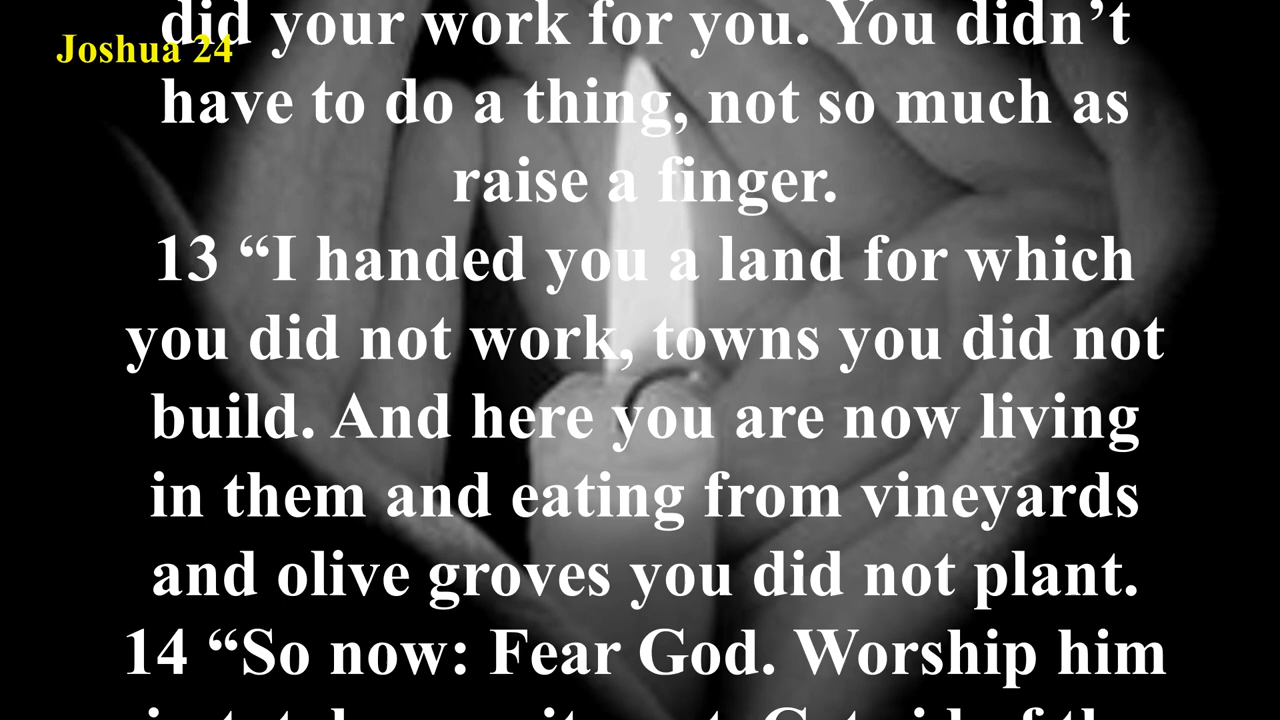 Joshua 24
did your work for you. You didn’t
have to do a thing, not so much as
raise a finger.
13 “I handed you a land for which
you did not work, towns you did not
build. And here you are now living
in them and eating from vineyards
and olive groves you did not plant.
14 “So now: Fear God. Worship him